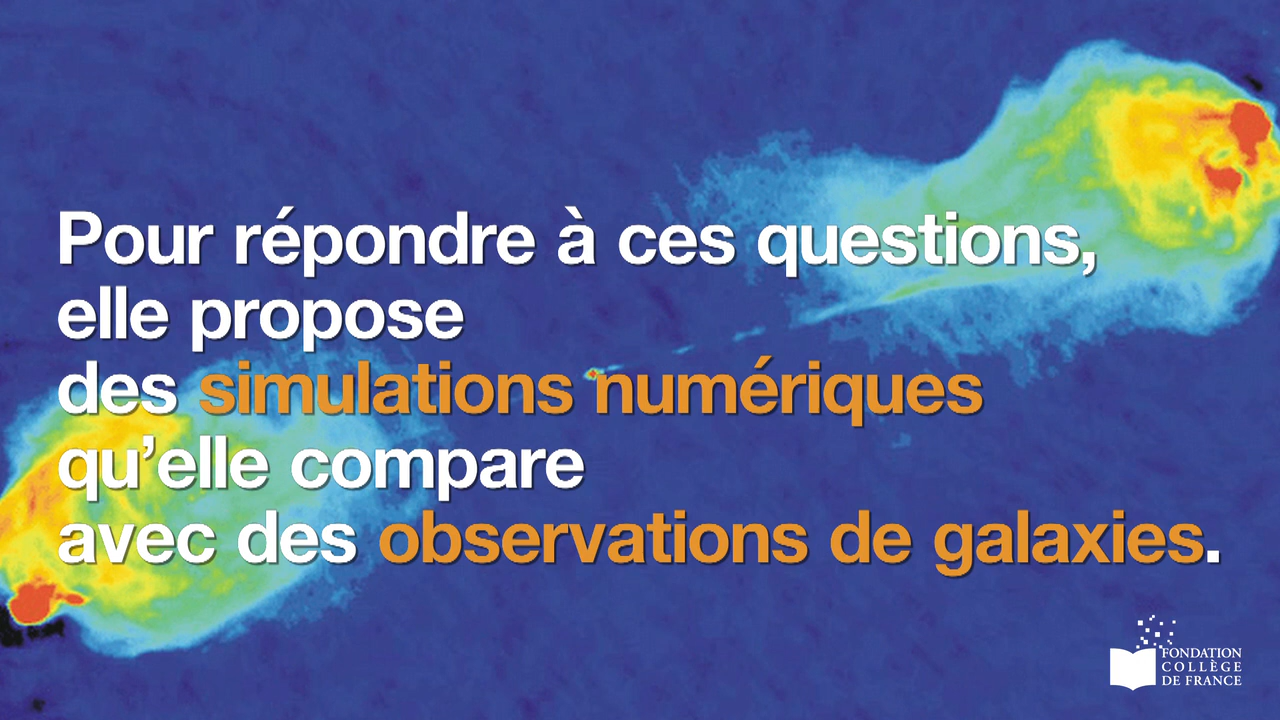 Pour répondre à ces questions,
elle propose
des simulations numériques
qu’elle compare
avec des observations de galaxies.
FONDATION
COLLÈGE
DE FRANCE